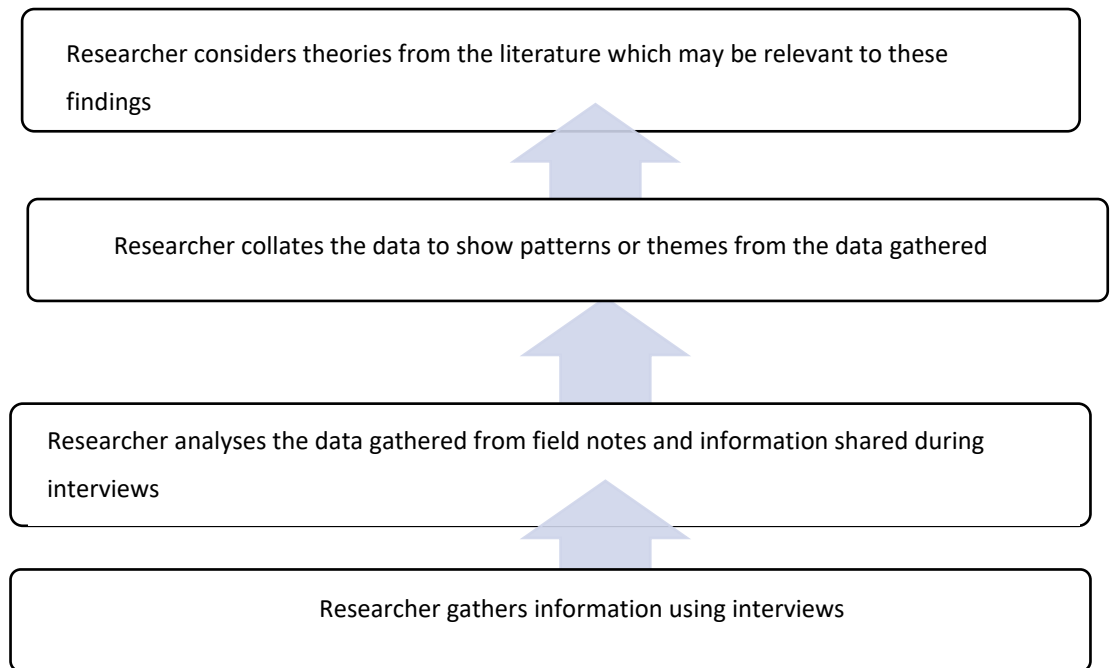 Researcher considers theories from the literature which may be relevant to these
findings
Researcher collates the data to show patterns or themes from the data gathered
Researcher analyses the data gathered from field notes and information shared during
interviews
Researcher gathers information using interviews